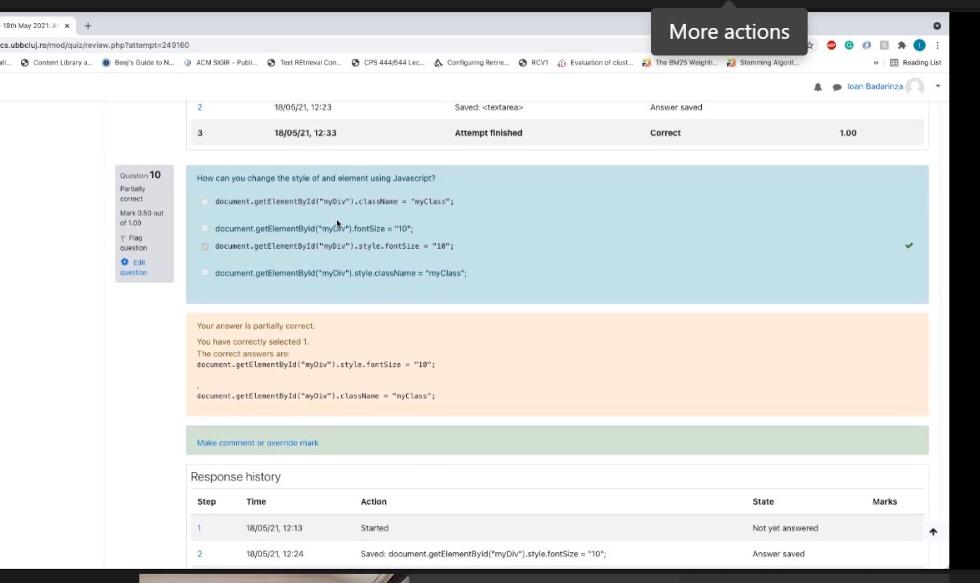 More actions
18th May 2021: A
cs.ubbcluj.ro/mod/quiz/review.php?attempt=249160
Content Library a...
Beej's Guide to N...
ACM SIGIR - Publi...
Text REtrieval Con...
CPS 444/544 Lec...
Configuring Retrie...
RCV1
Evaluation of clust...
The BM25 Weighti...
Stemming Algorit...
»
Reading List
Ioan Badarinza
2 18/05/21, 12:23 Saved: <textarea> Answer saved
3 18/05/21, 12:33 Attempt finished Correct 1.00
Question 10
Partially
correct
Mark 0.50 out
of 1.00
Flag
question
Edit
question
How can you change the style of and element using Javascript?
document.getElementById("myDiv").className = "myClass";
document.getElementById("myDiv").fontSize = "10";
document.getElementById("myDiv").style.fontSize = "10";
document.getElementById("myDiv").style.className = "myClass";
Your answer is partially correct.
You have correctly selected 1.
The correct answers are:
document.getElementById("myDiv").style.fontSize = "10";
,
document.getElementById("myDiv").className = "myClass";
Make comment or override mark
Response history
Step Time Action State Marks
1 18/05/21, 12:13 Started Not yet answered
2 18/05/21, 12:24 Saved: document.getElementById("myDiv").style.fontSize = "10"; Answer saved